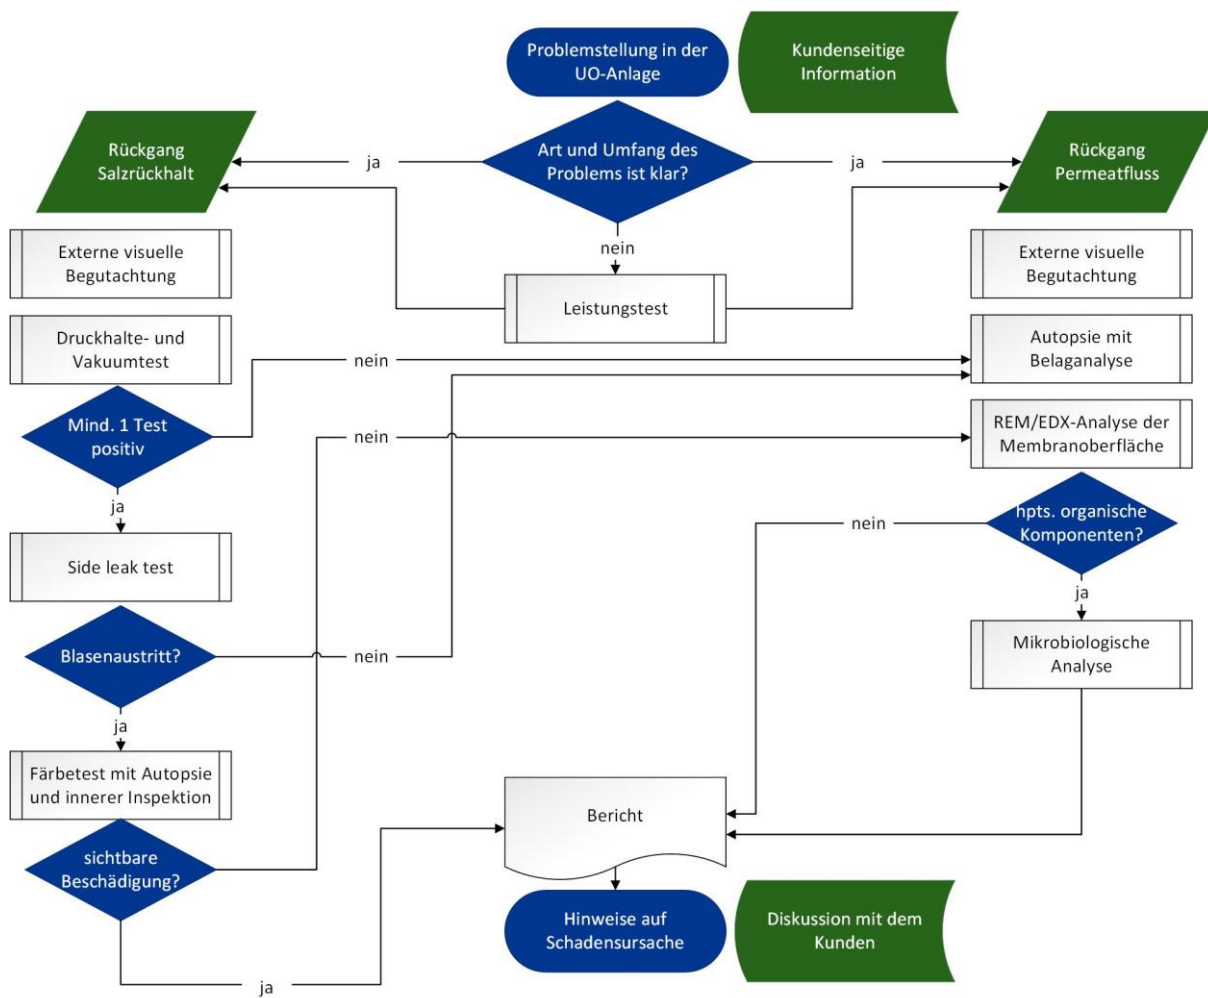 Problemstellung in der
UO-Anlage
Kundenseitige
Information
Rückgang
Salzrückhalt
ja
Art und Umfang des
Problems ist klar?
ja
Rückgang
Permeatfluss
nein
Externe visuelle
Begutachtung
Leistungstest
Externe visuelle
Begutachtung
Druckhalte- und
Vakuumtest
nein
Autopsie mit
Belaganalyse
Mind. 1 Test
positiv
nein
REM/EDX-Analyse der
Membranoberfläche
ja
nein
hpts. organische
Komponenten?
Side leak test
ja
Blasenaustritt?
nein
Mikrobiologische
Analyse
ja
Färbetest mit Autopsie
und innerer Inspektion
Bericht
sichtbare
Beschädigung?
Hinweise auf
Schadensursache
Diskussion mit dem
Kunden
ja